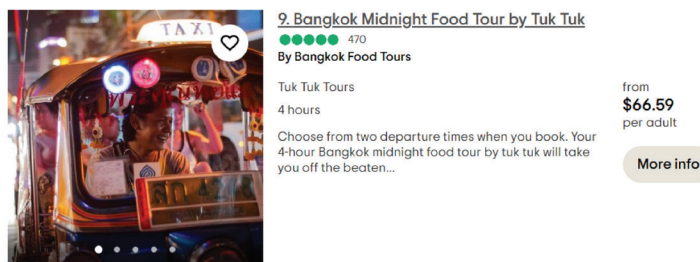 TAXI
9. Bangkok Midnight Food Tour by Tuk Tuk
470
By Bangkok Food Tours
Tuk Tuk Tours
4 hours
Choose from two departure times when you book. Your
4-hour Bangkok midnight food tour by tuk tuk will take
you off the beaten...
from
$66.59
per adult
More info